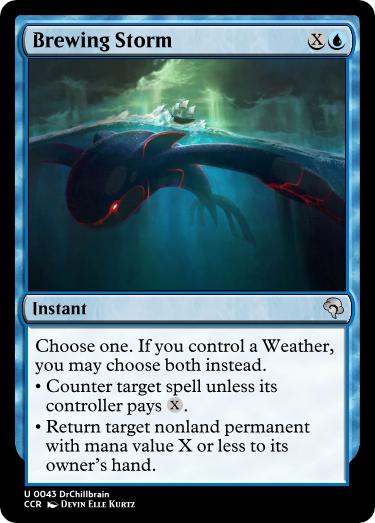 Brewing Storm X
Instant
Choose one. If you control a Weather,
you may choose both instead.
• Counter target spell unless its
controller pays X.
• Return target nonland permanent
with mana value X or less to its
owner's hand.
U 0043 DrChillbrain
CCR Devin Elle Kurtz